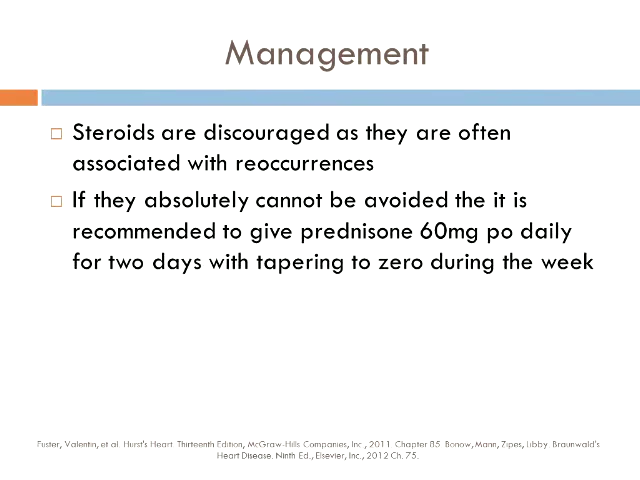 Management
Steroids are discouraged as they are often
associated with reoccurrences
If they absolutely cannot be avoided the it is
recommended to give prednisone 60mg po daily
for two days with tapering to zero during the week
Fuster, Valentin, et al. Hurst's Heart. Thirteenth Edition, McGraw-Hills Companies, Inc., 2011. Chapter 85. Bonow, Mann, Zipes, Libby. Braunwald's
Heart Disease. Ninth Ed., Elsevier, Inc., 2012 Ch. 75.